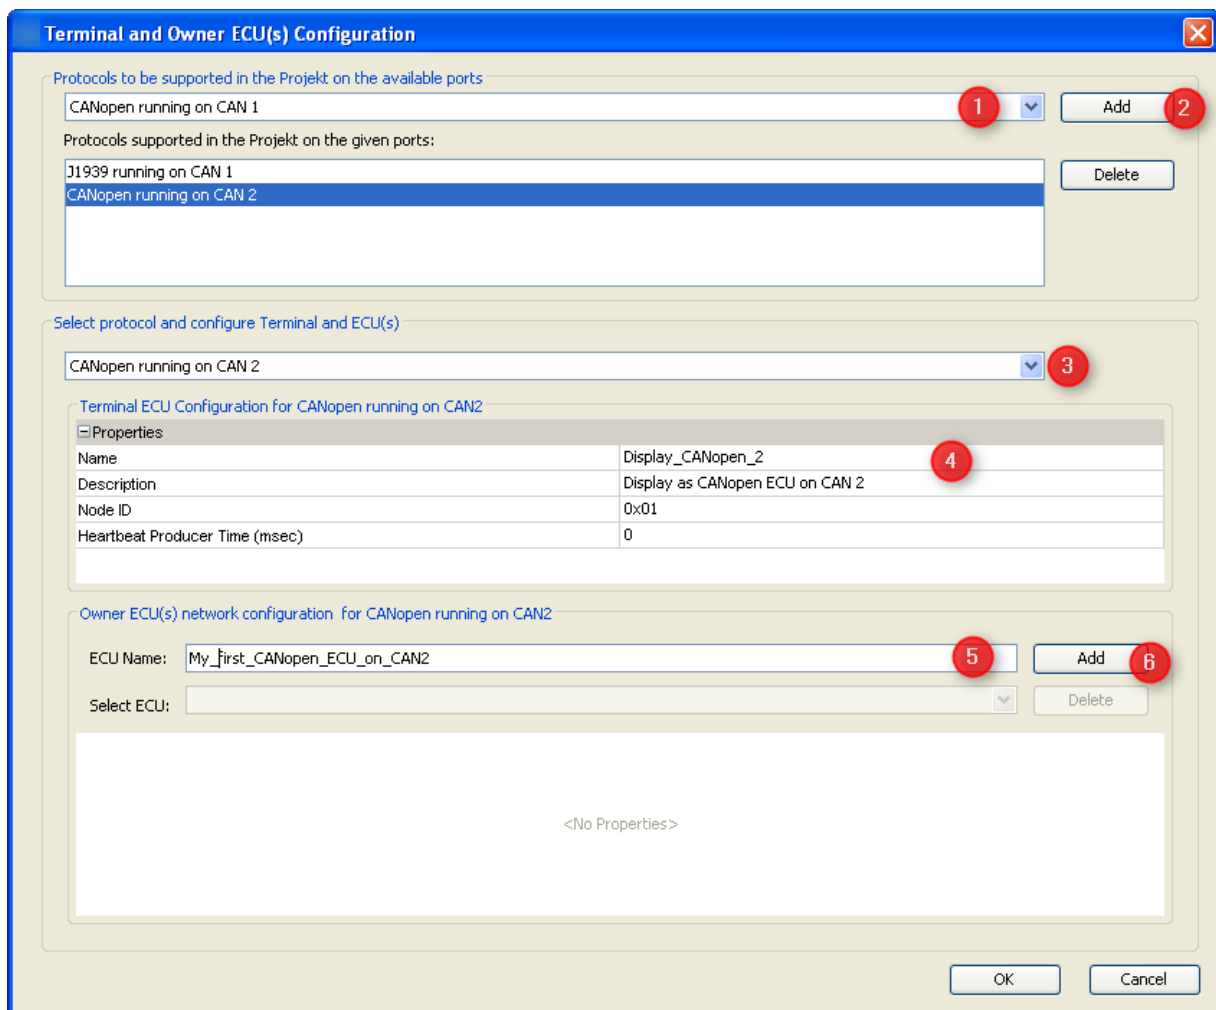 Terminal and Owner ECU(s) Configuration
Protocols to be supported in the Projekt on the available ports
CANopen running on CAN 1 1 Add 2
Protocols supported in the Projekt on the given ports:
J1939 running on CAN 1 Delete
CANopen running on CAN 2
Select protocol and configure Terminal and ECU(s)
CANopen running on CAN 2 3
Terminal ECU Configuration for CANopen running on CAN2
Properties
Name Display_CANopen_2 4
Description Display as CANopen ECU on CAN 2
Node ID 0x01
Heartbeat Producer Time (msec) 0
Owner ECU(s) network configuration for CANopen running on CAN2
ECU Name: My_first_CANopen_ECU_on_CAN2 5 Add 6
Select ECU: Delete
<No Properties>
OK Cancel